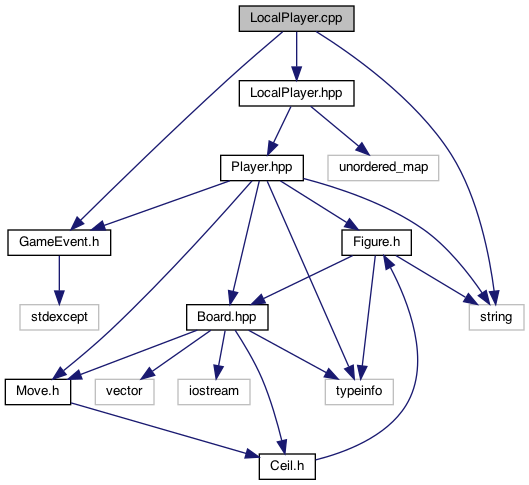 LocalPlayer.cpp
LocalPlayer.hpp
Player.hpp
unordered_map
GameEvent.h
Figure.h
stdexcept
Board.hpp
string
Move.h
vector
iostream
typeinfo
Ceil.h